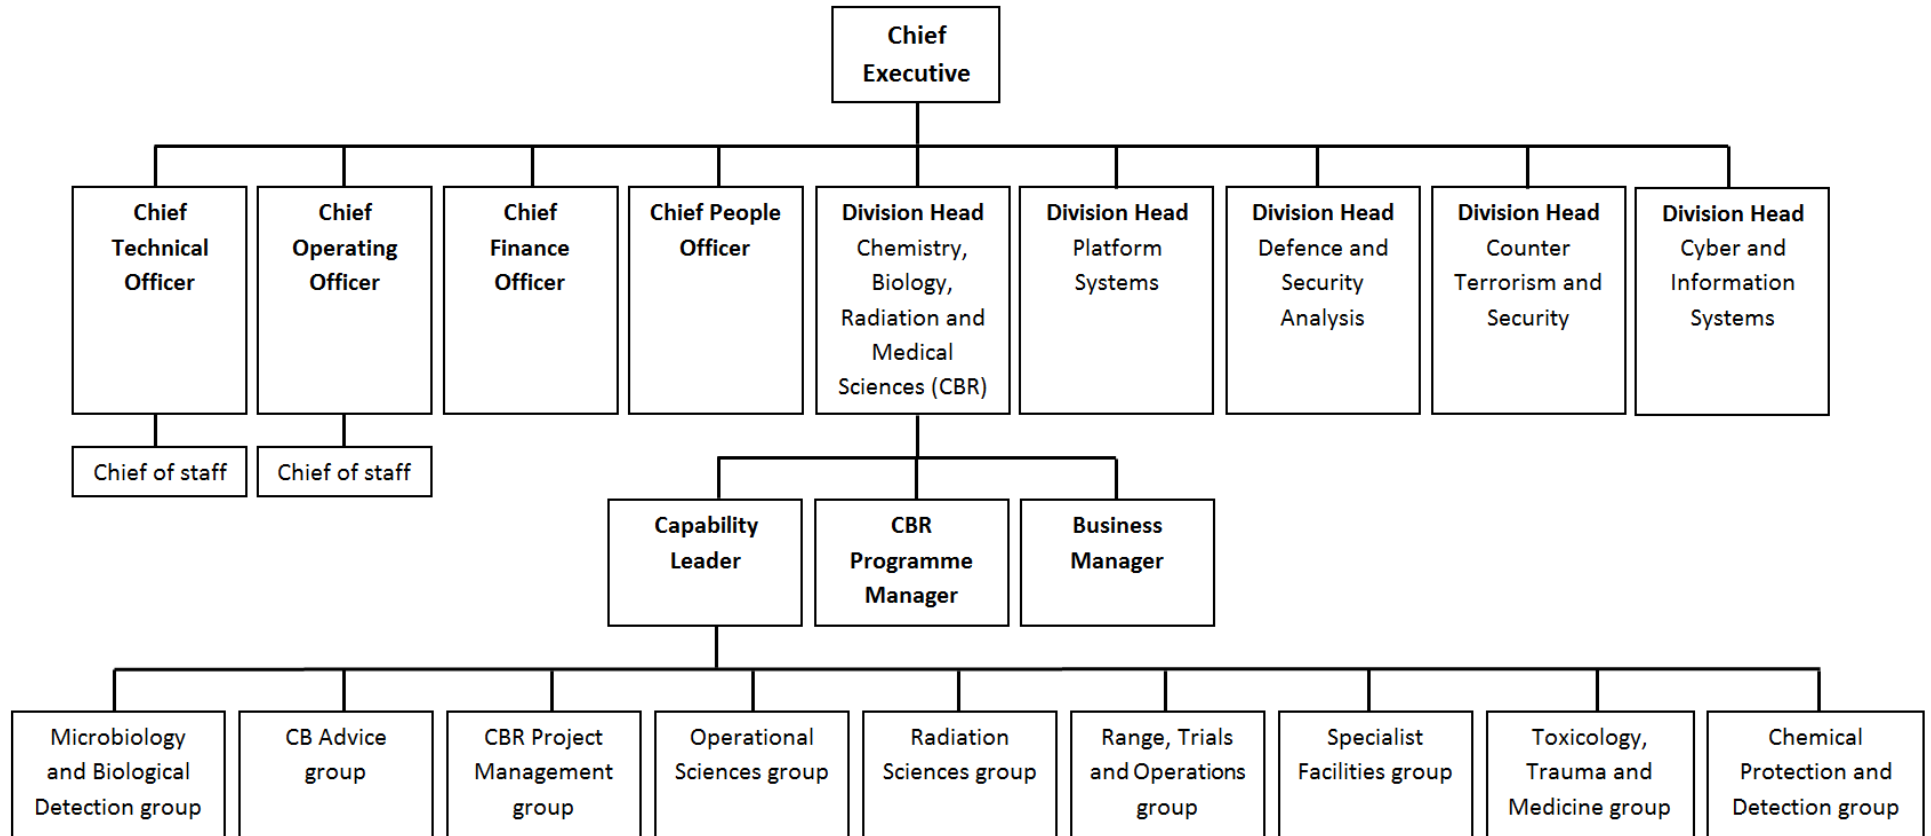 Chief
Executive
Chief
Technical
Officer
Chief
Operating
Officer
Chief
Finance
Officer
Chief People
Officer
Division Head
Chemistry,
Biology,
Radiation and
Medical
Sciences (CBR)
Division Head
Platform
Systems
Division Head
Defence and
Security
Analysis
Division Head
Counter
Terrorism and
Security
Division Head
Cyber and
Information
Systems
Chief of staff
Chief of staff
Capability
Leader
CBR
Programme
Manager
Business
Manager
Microbiology
and Biological
Detection group
CB Advice
group
CBR Project
Management
group
Operational
Sciences group
Radiation
Sciences group
Range, Trials
and Operations
group
Specialist
Facilities group
Toxicology,
Trauma and
Medicine group
Chemical
Protection and
Detection group